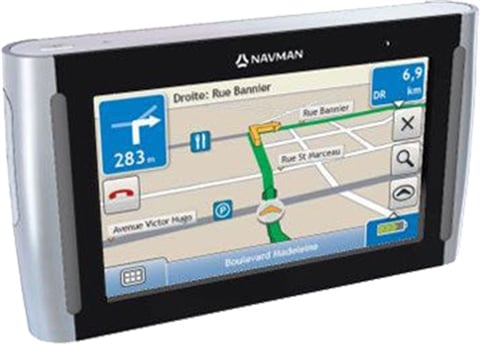 NAVMAN
Droite: Rue Bannier
6,9
km
DR
283 m
Rue Bannier
Rue St Marceau
Avenue Victor Hugo
P
Boulevard Madeleine